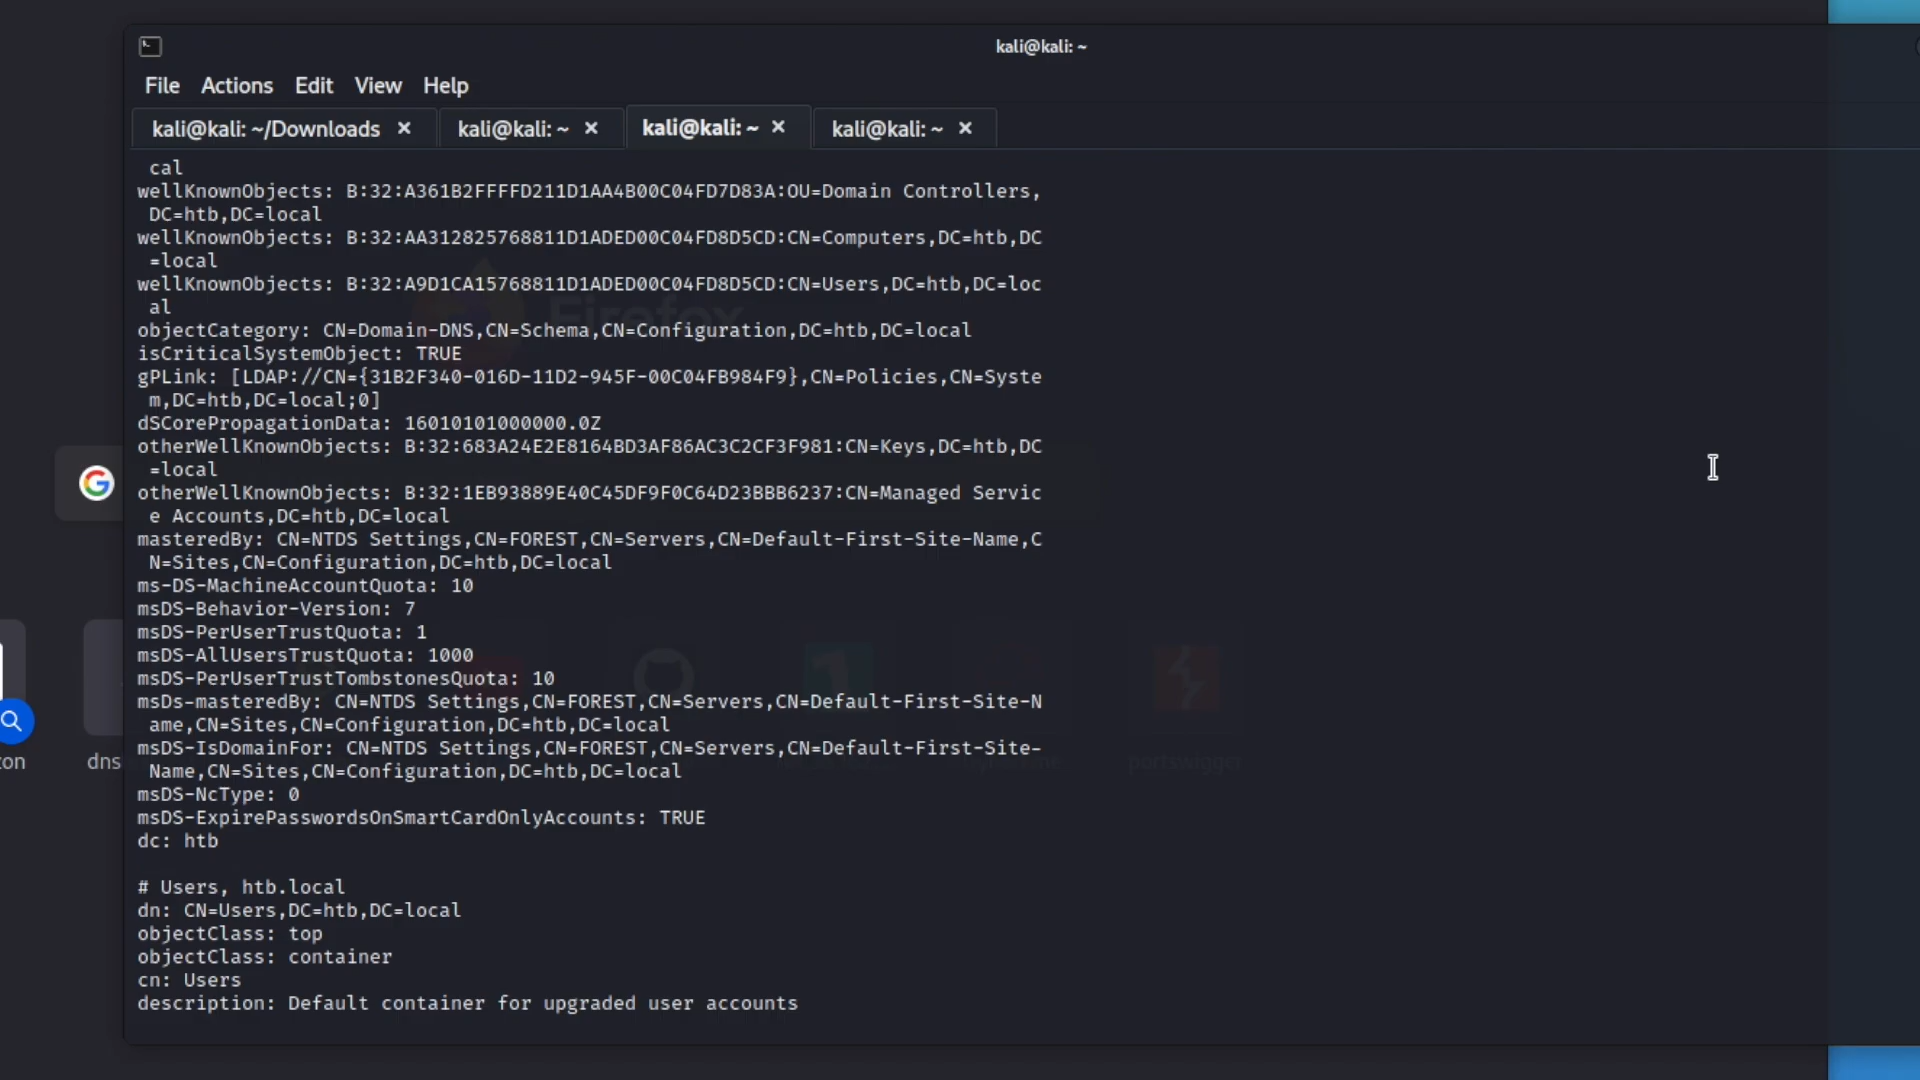 kali@kali: ~
File Actions Edit View Help
kali@kali: ~/Downloads × kali@kali: ~ × kali@kali: ~ × kali@kali: ~ ×
cal
wellKnownObjects: B:32:A361B2FFFFD211D1AA4B00C04FD7D83A:OU=Domain Controllers,
DC=htb,DC=local
wellKnownObjects: B:32:AA312825768811D1ADED00C04FD8D5CD:CN=Computers,DC=htb,DC
=local
wellKnownObjects: B:32:A9D1CA15768811D1ADED00C04FD8D5CD:CN=Users,DC=htb,DC=loc
al
Firefox
objectCategory: CN=Domain-DNS,CN=Schema,CN=Configuration,DC=htb,DC=local
isCriticalSystemObject: TRUE
gPLink: [LDAP://CN={31B2F340-016D-11D2-945F-00C04FB984F9},CN=Policies,CN=Syste
m,DC=htb,DC=local;0]
dSCorePropagationData: 16010101000000.0Z
otherWellKnownObjects: B:32:683A24E2E8164BD3AF86AC3C2CF3F981:CN=Keys,DC=htb,DC
=local
otherWellKnownObjects: B:32:1EB93889E40C45DF9F0C64D23BBB6237:CN=Managed Servic
e Accounts,DC=htb,DC=local
masteredBy: CN=NTDS Settings,CN=FOREST,CN=Servers,CN=Default-First-Site-Name,C
N=Sites,CN=Configuration,DC=htb,DC=local
ms-DS-MachineAccountQuota: 10
msDS-Behavior-Version: 7
msDS-PerUserTrustQuota: 1
msDS-AllUsersTrustQuota: 1000
msDS-PerUserTrustTombstonesQuota: 10
msDs-masteredBy: CN=NTDS Settings,CN=FOREST,CN=Servers,CN=Default-First-Site-N
ame,CN=Sites,CN=Configuration,DC=htb,DC=local
msDS-IsDomainFor: CN=NTDS Settings,CN=FOREST,CN=Servers,CN=Default-First-Site-
Name,CN=Sites,CN=Configuration,DC=htb,DC=local
zon dns portswigger
msDS-NcType: 0
msDS-ExpirePasswordsOnSmartCardOnlyAccounts: TRUE
dc: htb
# Users, htb.local
dn: CN=Users,DC=htb,DC=local
objectClass: top
objectClass: container
cn: Users
description: Default container for upgraded user accounts